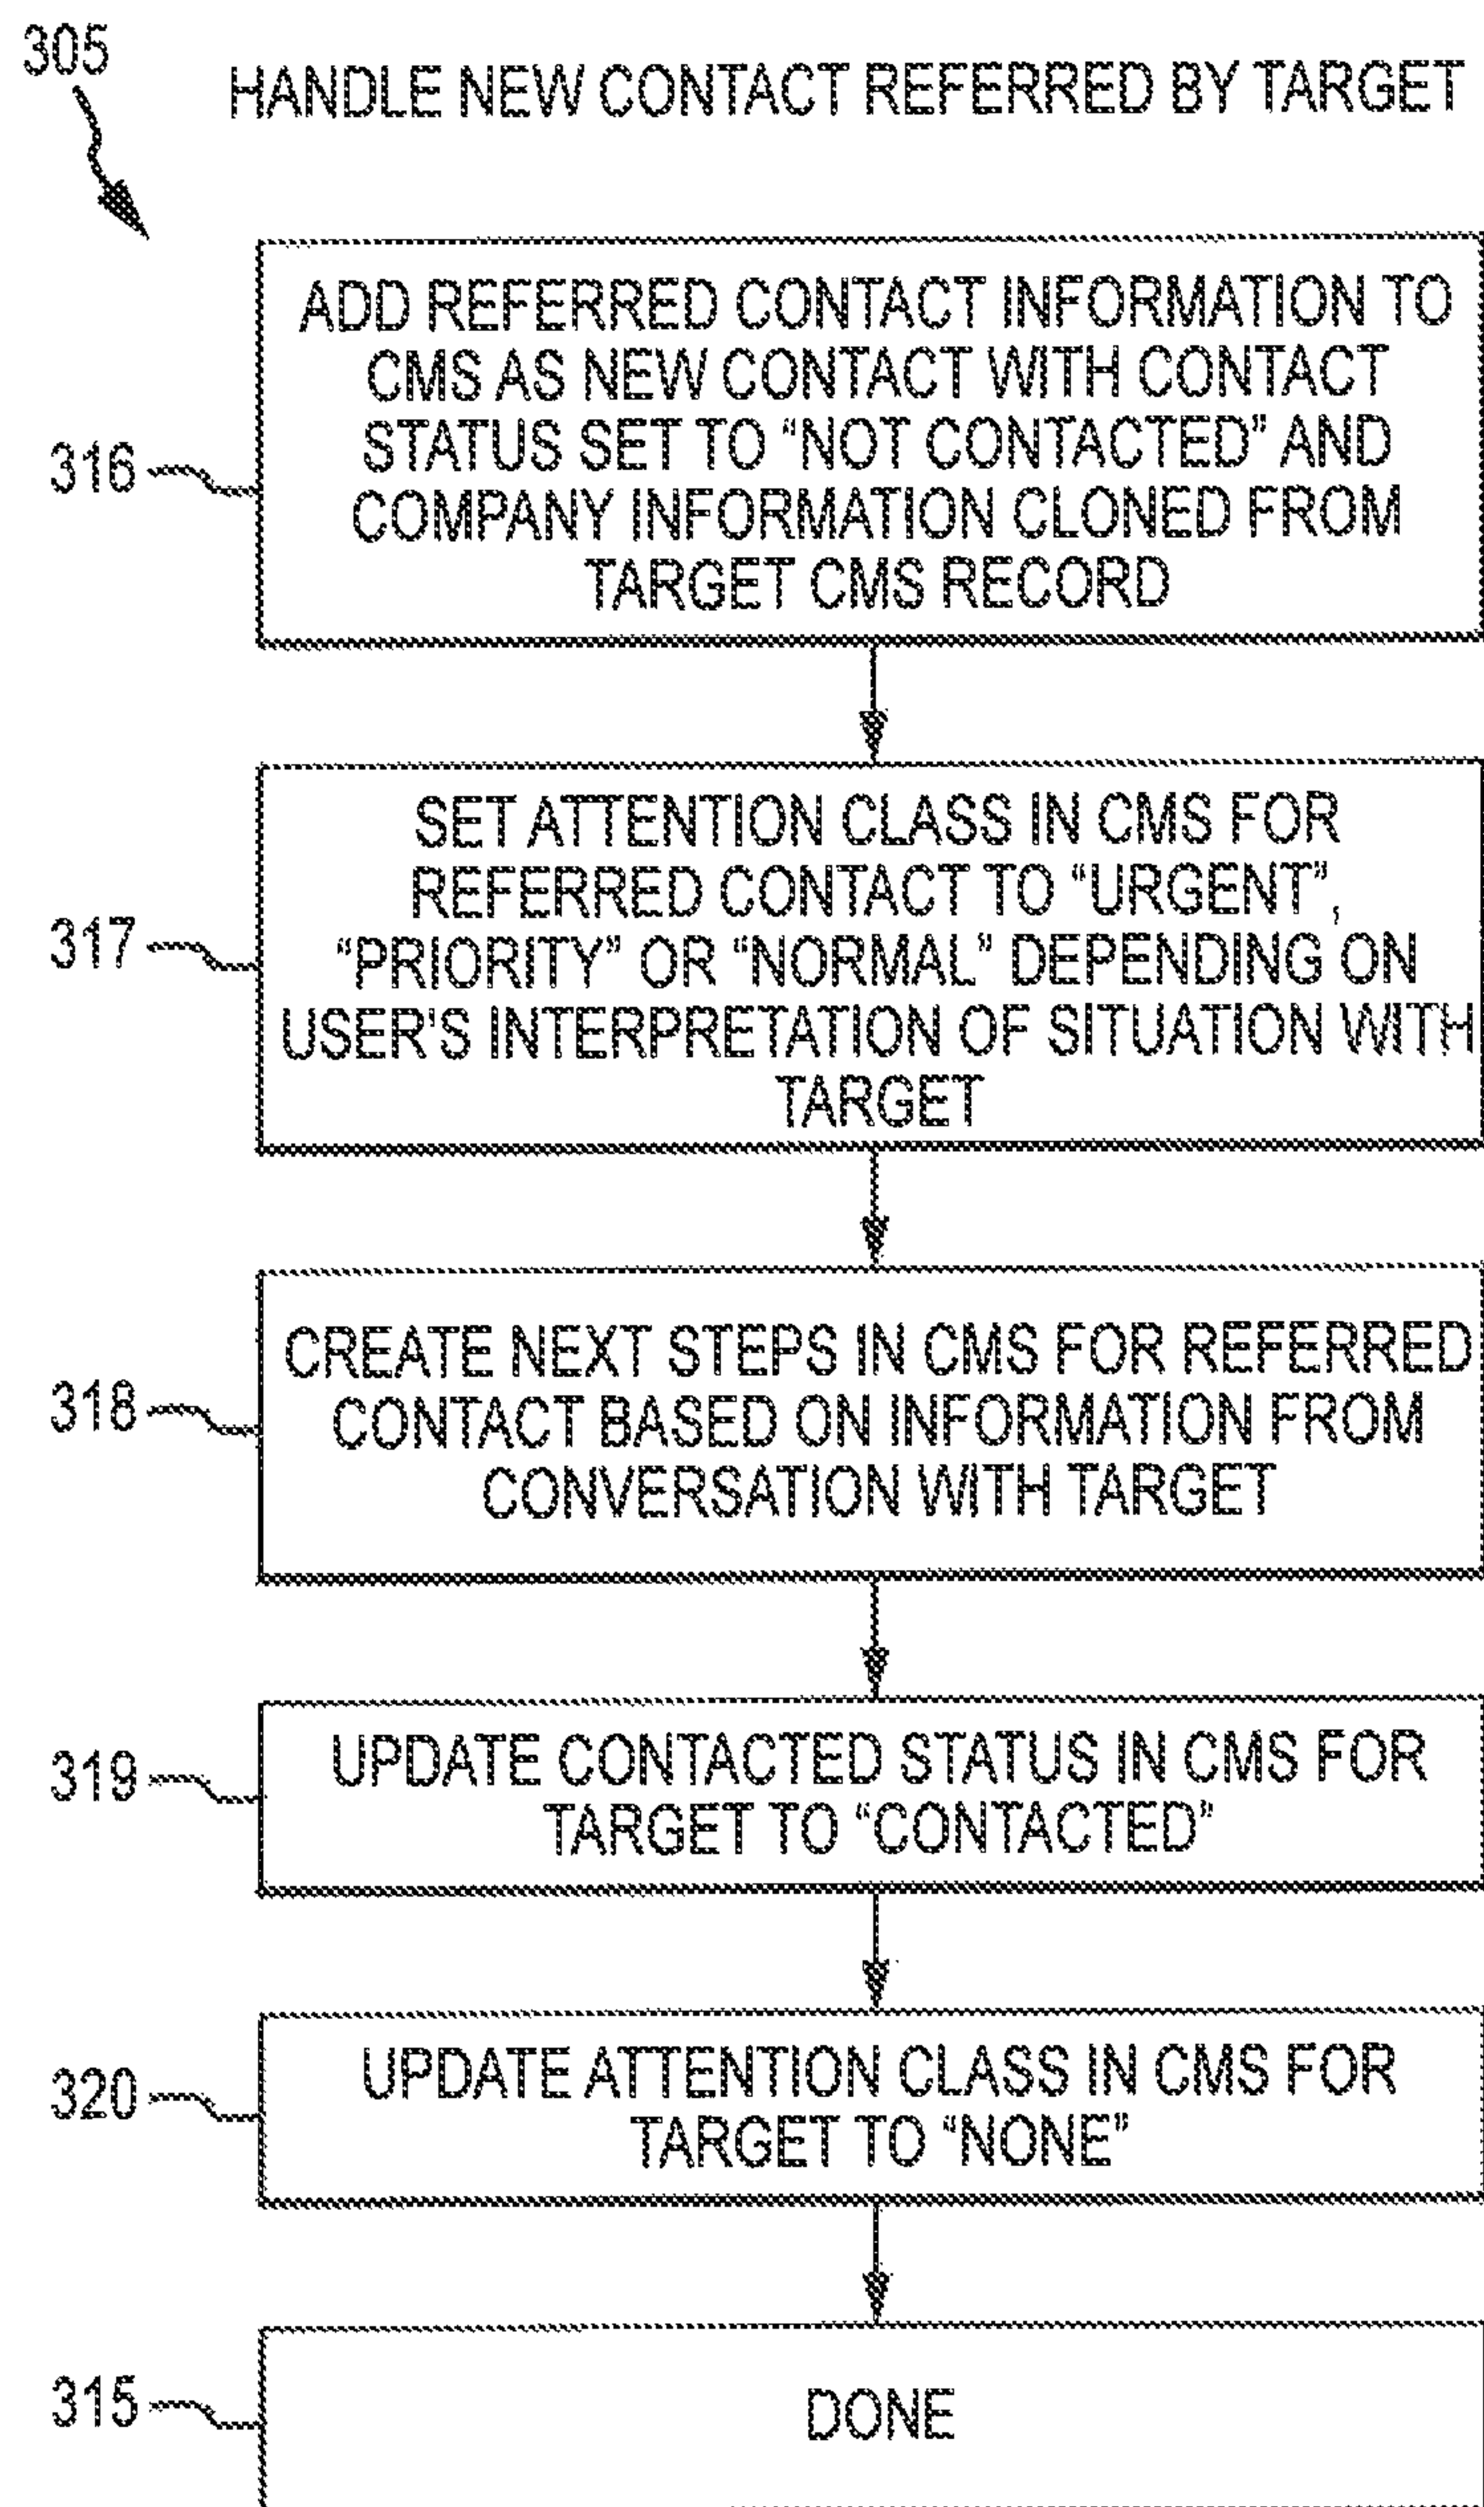 305
HANDLE NEW CONTACT REFERRED BY TARGET
316
ADD REFERRED CONTACT INFORMATION TO
CMS AS NEW CONTACT WITH CONTACT
STATUS SET TO "NOT CONTACTED" AND
COMPANY INFORMATION CLONED FROM
TARGET CMS RECORD
317
SET ATTENTION CLASS IN CMS FOR
REFERRED CONTACT TO "URGENT",
"PRIORITY" OR "NORMAL" DEPENDING ON
USER'S INTERPRETATION OF SITUATION WITH
TARGET
318
CREATE NEXT STEPS IN CMS FOR REFERRED
CONTACT BASED ON INFORMATION FROM
CONVERSATION WITH TARGET
319
UPDATE CONTACTED STATUS IN CMS FOR
TARGET TO "CONTACTED"
320
UPDATE ATTENTION CLASS IN CMS FOR
TARGET TO "NONE"
315
DONE